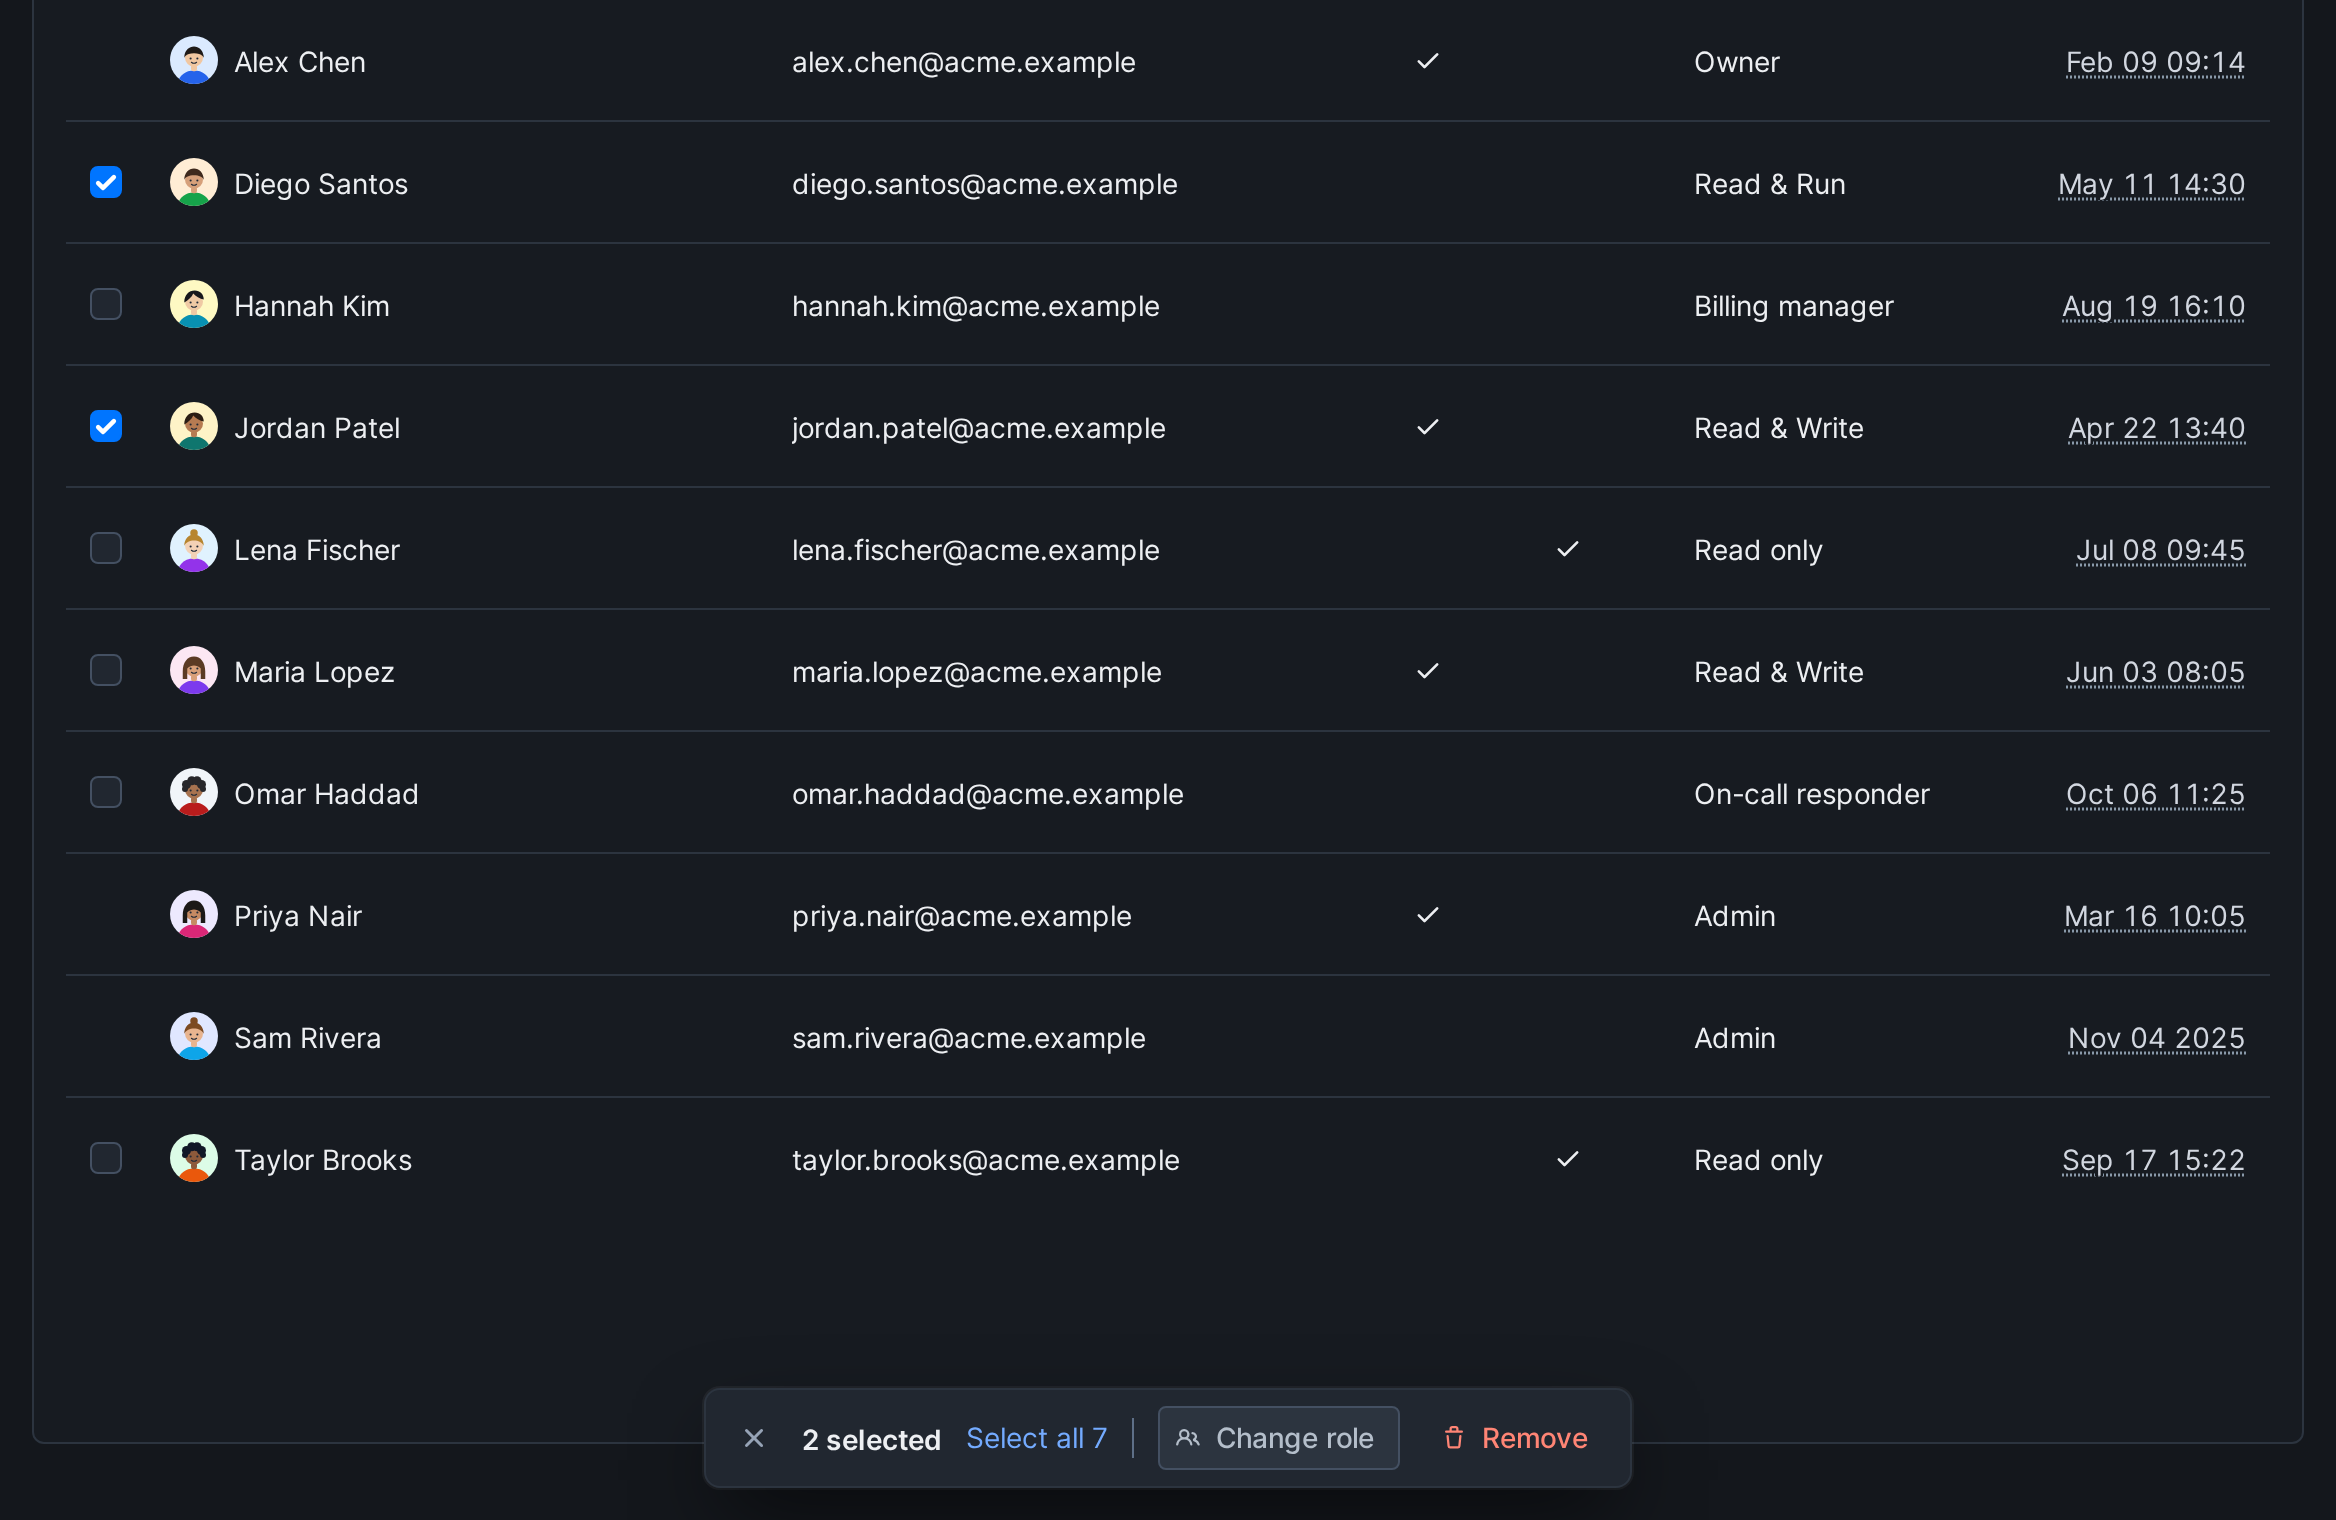 Alex Chen alex.chen@acme.example Owner Feb 09 09:14
Diego Santos diego.santos@acme.example Read & Run May 11 14:30
Hannah Kim hannah.kim@acme.example Billing manager Aug 19 16:10
Jordan Patel jordan.patel@acme.example Read & Write Apr 22 13:40
Lena Fischer lena.fischer@acme.example Read only Jul 08 09:45
Maria Lopez maria.lopez@acme.example Read & Write Jun 03 08:05
Omar Haddad omar.haddad@acme.example On-call responder Oct 06 11:25
Priya Nair priya.nair@acme.example Admin Mar 16 10:05
Sam Rivera sam.rivera@acme.example Admin Nov 04 2025
Taylor Brooks taylor.brooks@acme.example Read only Sep 17 15:22
2 selected Select all 7 Change role Remove